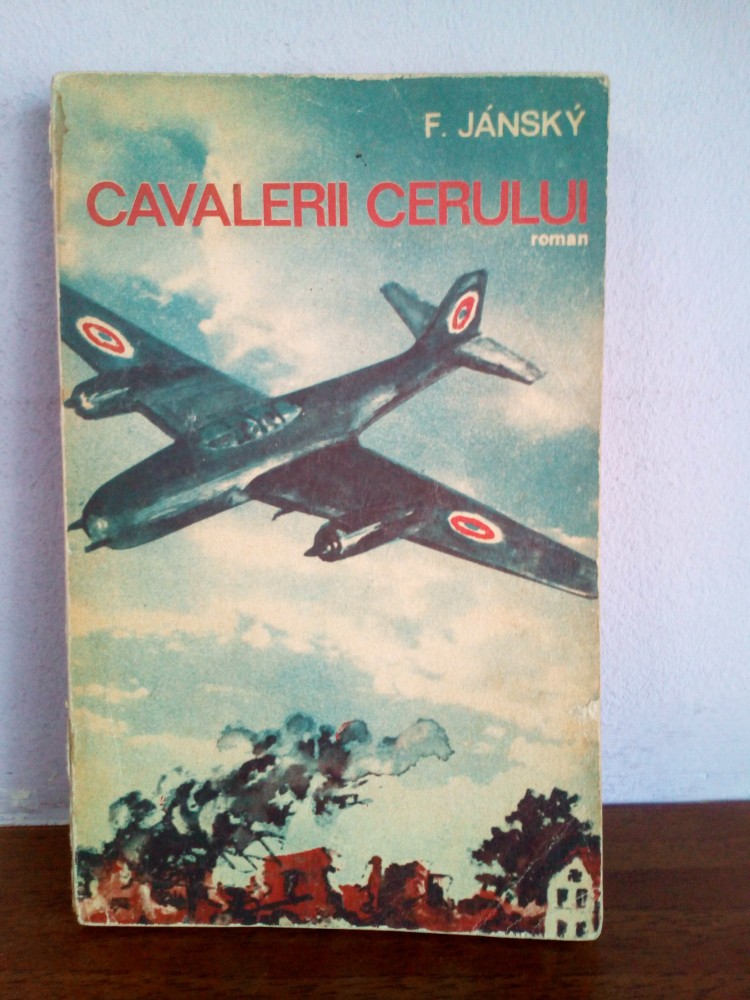 F. JÁNSKÝ
CAVALERII CERULUI
roman